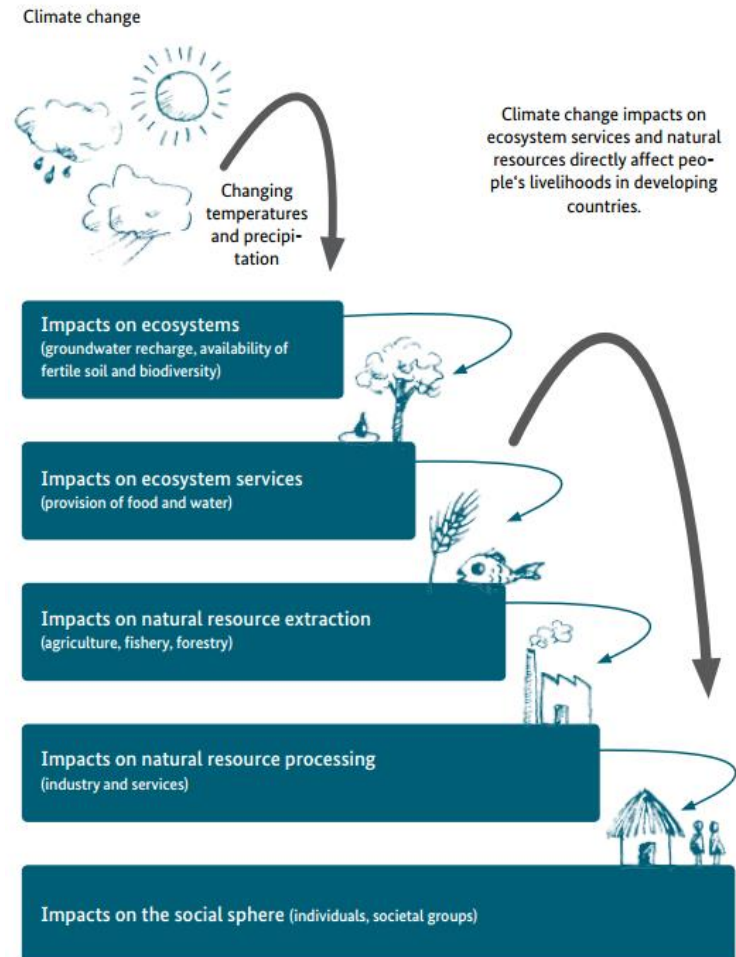 Climate change
Climate change impacts on
ecosystem services and natural
resources directly affect peo-
ple's livelihoods in developing
countries.
Changing
temperatures
and precipi-
tation
Impacts on ecosystems
(groundwater recharge, availability of
fertile soil and biodiversity)
Impacts on ecosystem services
(provision of food and water)
Impacts on natural resource extraction
(agriculture, fishery, forestry)
Impacts on natural resource processing
(industry and services)
Impacts on the social sphere (individuals, societal groups)